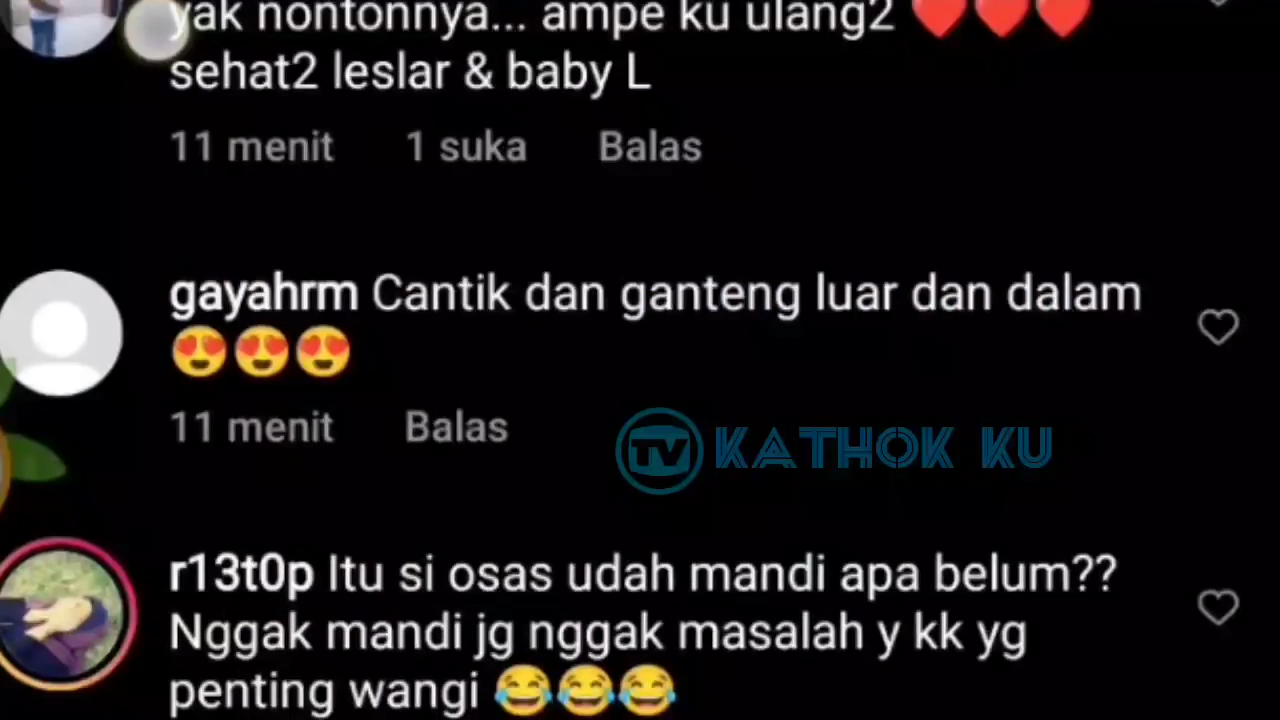 yak nontonnya... ampe ku ulang2 ❤️❤️❤️
sehat2 leslar & baby L
11 menit 1 suka Balas
gayahrm Cantik dan ganteng luar dan dalam
😍😍😍
11 menit Balas
TV KATHOK KU
r13t0p Itu si osas udah mandi apa belum??
Nggak mandi jg nggak masalah y kk yg
penting wangi 😂😂😂